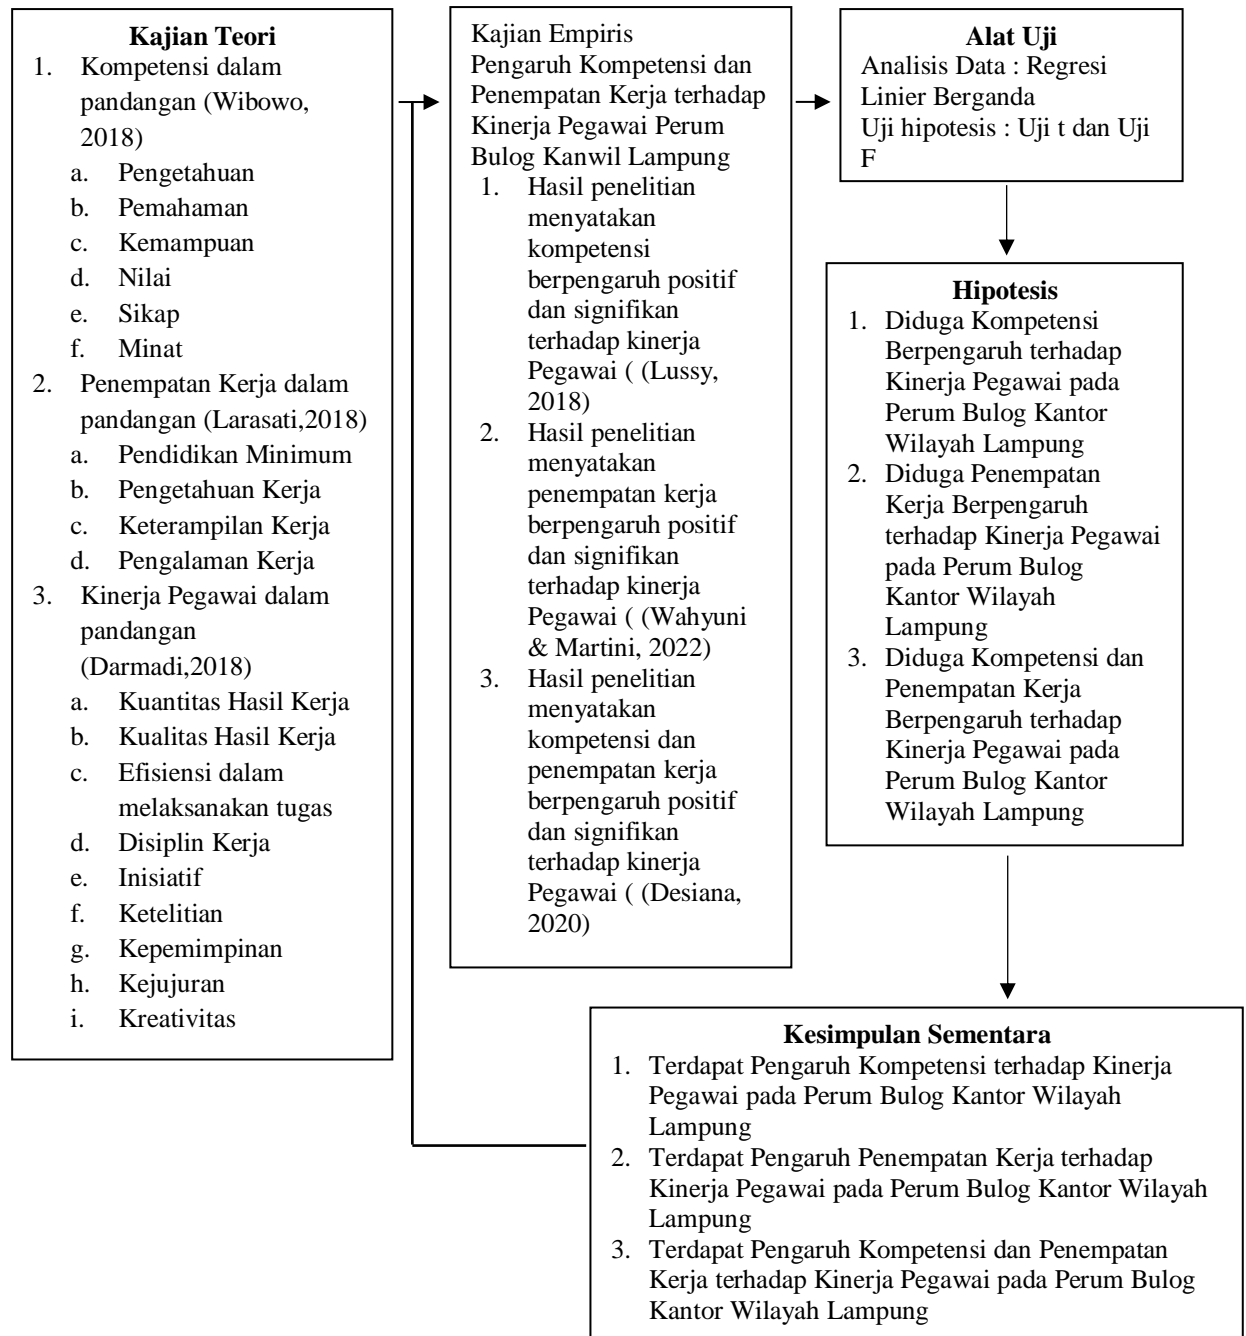 Kajian Teori
1. Kompetensi dalam
pandangan (Wibowo,
2018)
a. Pengetahuan
b. Pemahaman
c. Kemampuan
d. Nilai
e. Sikap
f. Minat
2. Penempatan Kerja dalam
pandangan (Larasati,2018)
a. Pendidikan Minimum
b. Pengetahuan Kerja
c. Keterampilan Kerja
d. Pengalaman Kerja
3. Kinerja Pegawai dalam
pandangan
(Darmadi,2018)
a. Kuantitas Hasil Kerja
b. Kualitas Hasil Kerja
c. Efisiensi dalam
melaksanakan tugas
d. Disiplin Kerja
e. Inisiatif
f. Ketelitian
g. Kepemimpinan
h. Kejujuran
i. Kreativitas
Kajian Empiris
Pengaruh Kompetensi dan
Penempatan Kerja terhadap
Kinerja Pegawai Perum
Bulog Kanwil Lampung
1. Hasil penelitian
menyatakan
kompetensi
berpengaruh positif
dan signifikan
terhadap kinerja
Pegawai ( (Lussy,
2018)
2. Hasil penelitian
menyatakan
penempatan kerja
berpengaruh positif
dan signifikan
terhadap kinerja
Pegawai ( (Wahyuni
& Martini, 2022)
3. Hasil penelitian
menyatakan
kompetensi dan
penempatan kerja
berpengaruh positif
dan signifikan
terhadap kinerja
Pegawai ( (Desiana,
2020)
Alat Uji
Analisis Data : Regresi
Linier Berganda
Uji hipotesis : Uji t dan Uji
F
Hipotesis
1. Diduga Kompetensi
Berpengaruh terhadap
Kinerja Pegawai pada
Perum Bulog Kantor
Wilayah Lampung
2. Diduga Penempatan
Kerja Berpengaruh
terhadap Kinerja Pegawai
pada Perum Bulog
Kantor Wilayah
Lampung
3. Diduga Kompetensi dan
Penempatan Kerja
Berpengaruh terhadap
Kinerja Pegawai pada
Perum Bulog Kantor
Wilayah Lampung
Kesimpulan Sementara
1. Terdapat Pengaruh Kompetensi terhadap Kinerja
Pegawai pada Perum Bulog Kantor Wilayah
Lampung
2. Terdapat Pengaruh Penempatan Kerja terhadap
Kinerja Pegawai pada Perum Bulog Kantor Wilayah
Lampung
3. Terdapat Pengaruh Kompetensi dan Penempatan
Kerja terhadap Kinerja Pegawai pada Perum Bulog
Kantor Wilayah Lampung